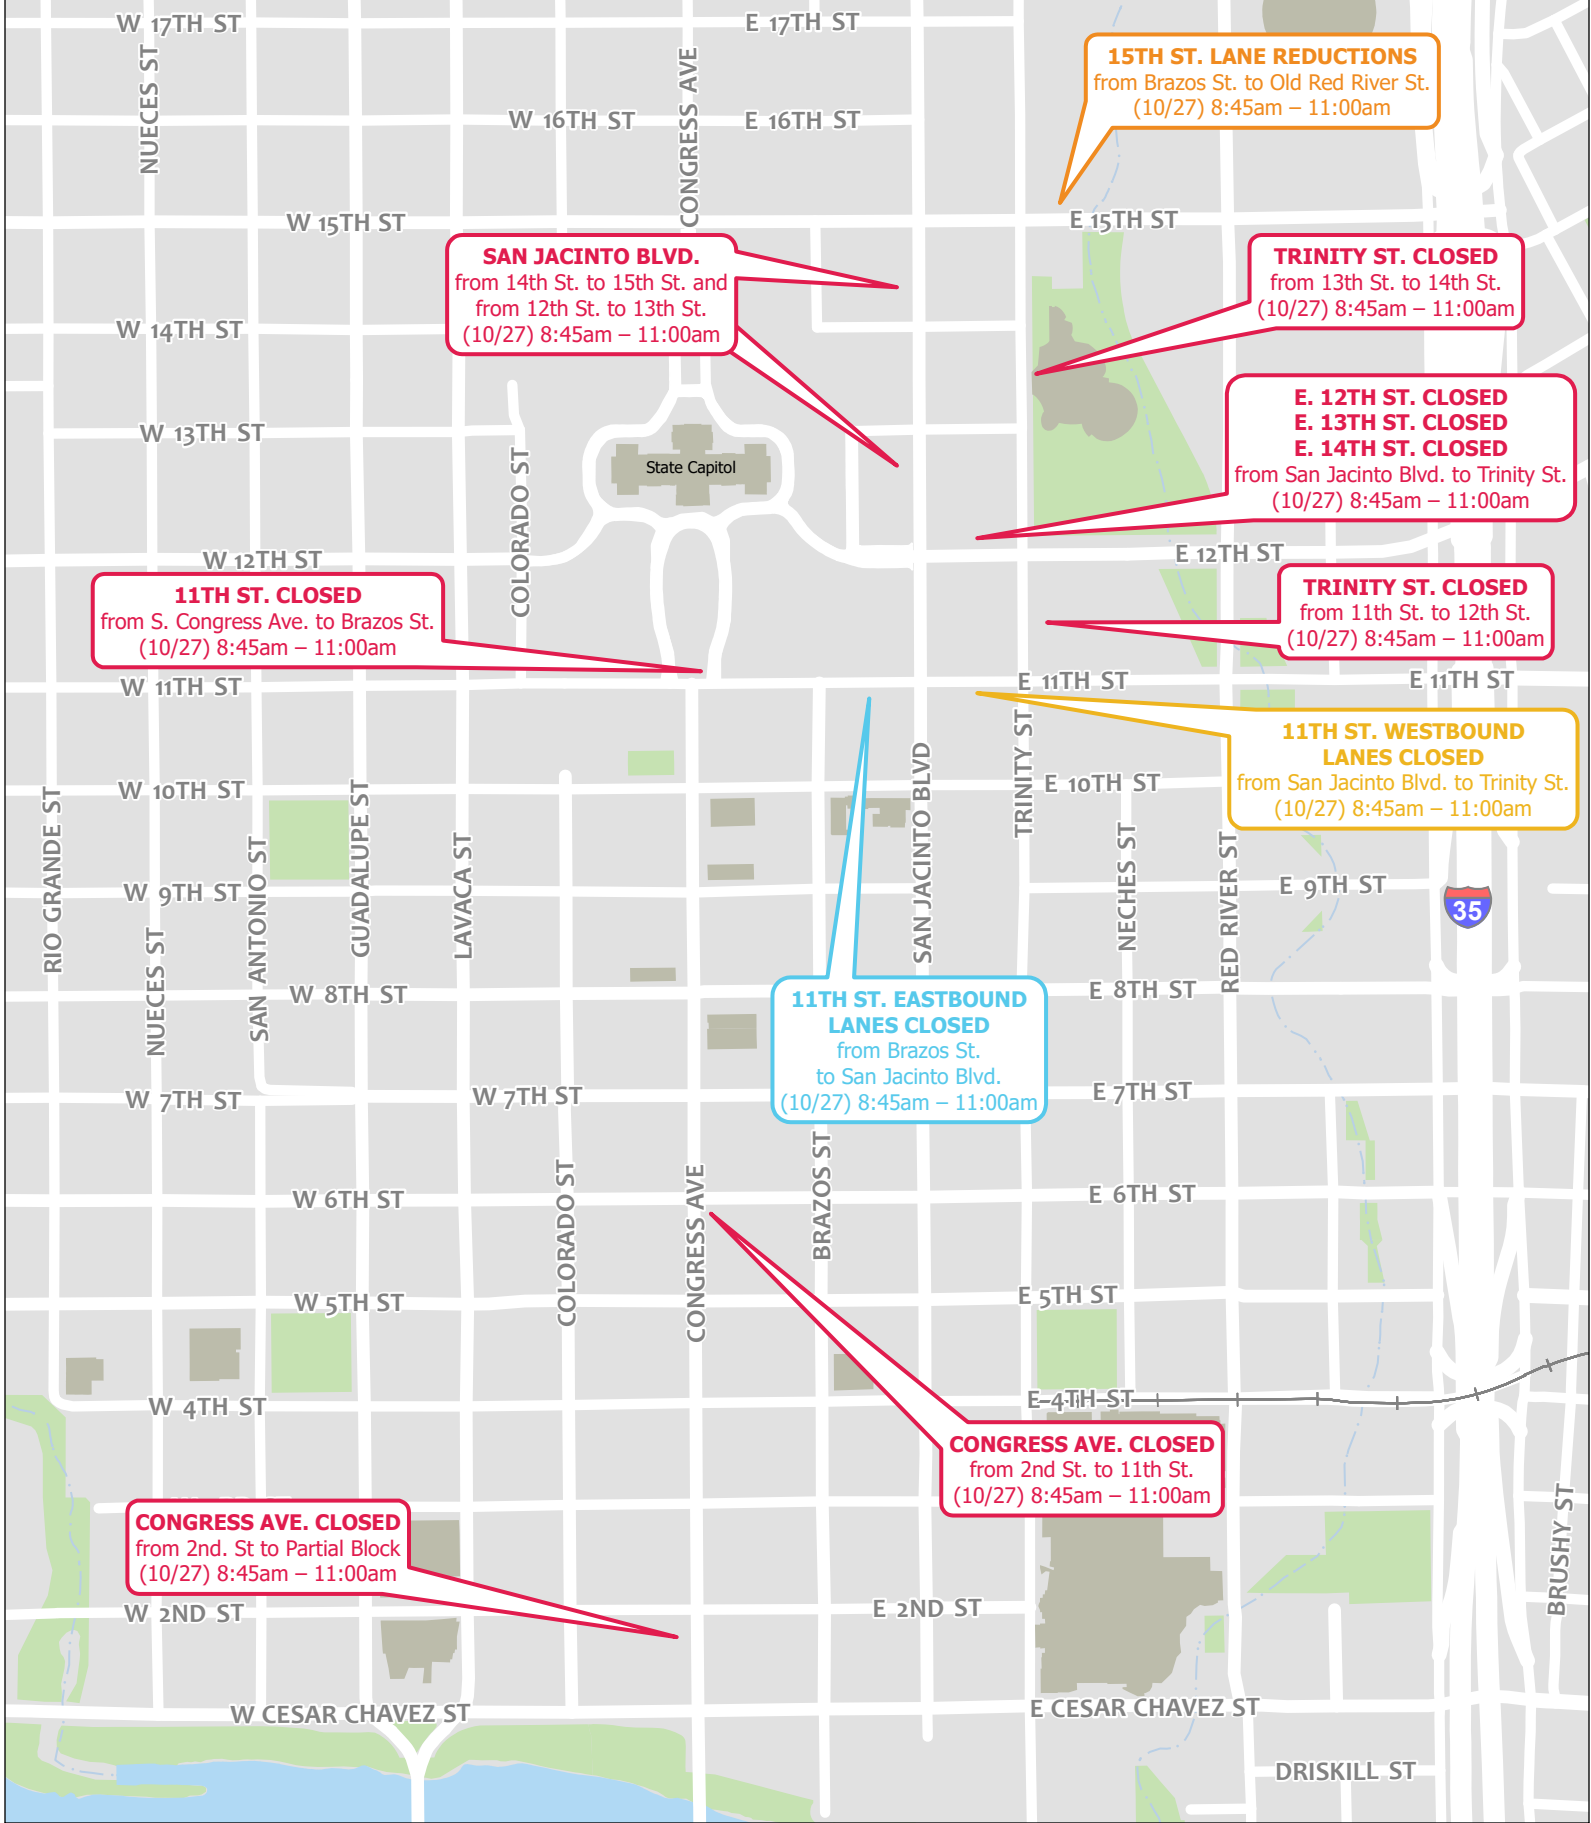 W 17TH ST
E 17TH ST
NUECES ST
CONGRESS AVE
15TH ST. LANE REDUCTIONS
from Brazos St. to Old Red River St.
(10/27) 8:45am – 11:00am
W 16TH ST
E 16TH ST
W 15TH ST
E 15TH ST
SAN JACINTO BLVD.
from 14th St. to 15th St. and
from 12th St. to 13th St.
(10/27) 8:45am – 11:00am
TRINITY ST. CLOSED
from 13th St. to 14th St.
(10/27) 8:45am – 11:00am
W 14TH ST
E. 12TH ST. CLOSED
E. 13TH ST. CLOSED
E. 14TH ST. CLOSED
from San Jacinto Blvd. to Trinity St.
(10/27) 8:45am – 11:00am
W 13TH ST
State Capitol
COLORADO ST
W 12TH ST
E 12TH ST
11TH ST. CLOSED
from S. Congress Ave. to Brazos St.
(10/27) 8:45am – 11:00am
TRINITY ST. CLOSED
from 11th St. to 12th St.
(10/27) 8:45am – 11:00am
W 11TH ST
E 11TH ST
E 11TH ST
11TH ST. WESTBOUND
LANES CLOSED
from San Jacinto Blvd. to Trinity St.
(10/27) 8:45am – 11:00am
W 10TH ST
E 10TH ST
RIO GRANDE ST
SAN ANTONIO ST
GUADALUPE ST
LAVACA ST
SAN JACINTO BLVD
TRINITY ST
NECHES ST
RED RIVER ST
W 9TH ST
E 9TH ST
35
NUECES ST
W 8TH ST
E 8TH ST
11TH ST. EASTBOUND
LANES CLOSED
from Brazos St.
to San Jacinto Blvd.
(10/27) 8:45am – 11:00am
W 7TH ST
W 7TH ST
E 7TH ST
COLORADO ST
CONGRESS AVE
BRAZOS ST
W 6TH ST
E 6TH ST
W 5TH ST
E 5TH ST
W 4TH ST
E 4TH ST
CONGRESS AVE. CLOSED
from 2nd St. to 11th St.
(10/27) 8:45am – 11:00am
CONGRESS AVE. CLOSED
from 2nd. St to Partial Block
(10/27) 8:45am – 11:00am
BRUSHY ST
W 2ND ST
E 2ND ST
W CESAR CHAVEZ ST
E CESAR CHAVEZ ST
DRISKILL ST